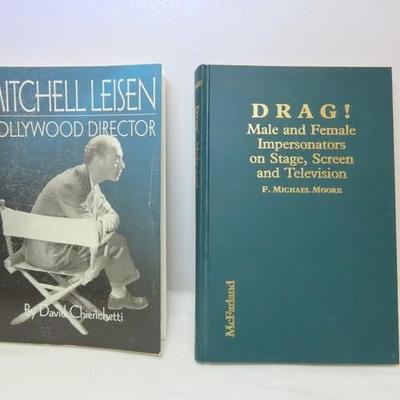 MITCHELL LEISEN
HOLLYWOOD DIRECTOR
By David Chierichetti
DRAG!
Male and Female
Impersonators
on Stage, Screen
and Television
F. MICHAEL MOORE
McFarland